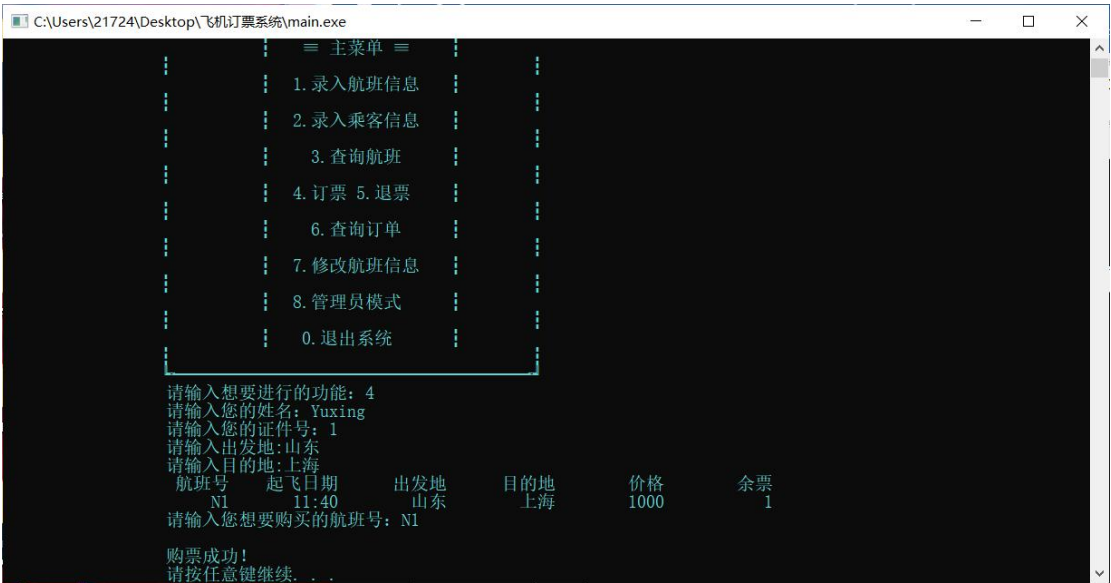 C:\Users\21724\Desktop\飞机订票系统\main.exe
═ 主菜单 ═
1.录入航班信息
2.录入乘客信息
3.查询航班
4.订票 5.退票
6.查询订单
7.修改航班信息
8.管理员模式
0.退出系统
请输入想要进行的功能：4
请输入您的姓名：Yuxing
请输入您的证件号：1
请输入出发地:山东
请输入目的地:上海
航班号 起飞日期 出发地 目的地 价格 余票
N1 11:40 山东 上海 1000 1
请输入您想要购买的航班号：N1
购票成功!
请按任意键继续. . .